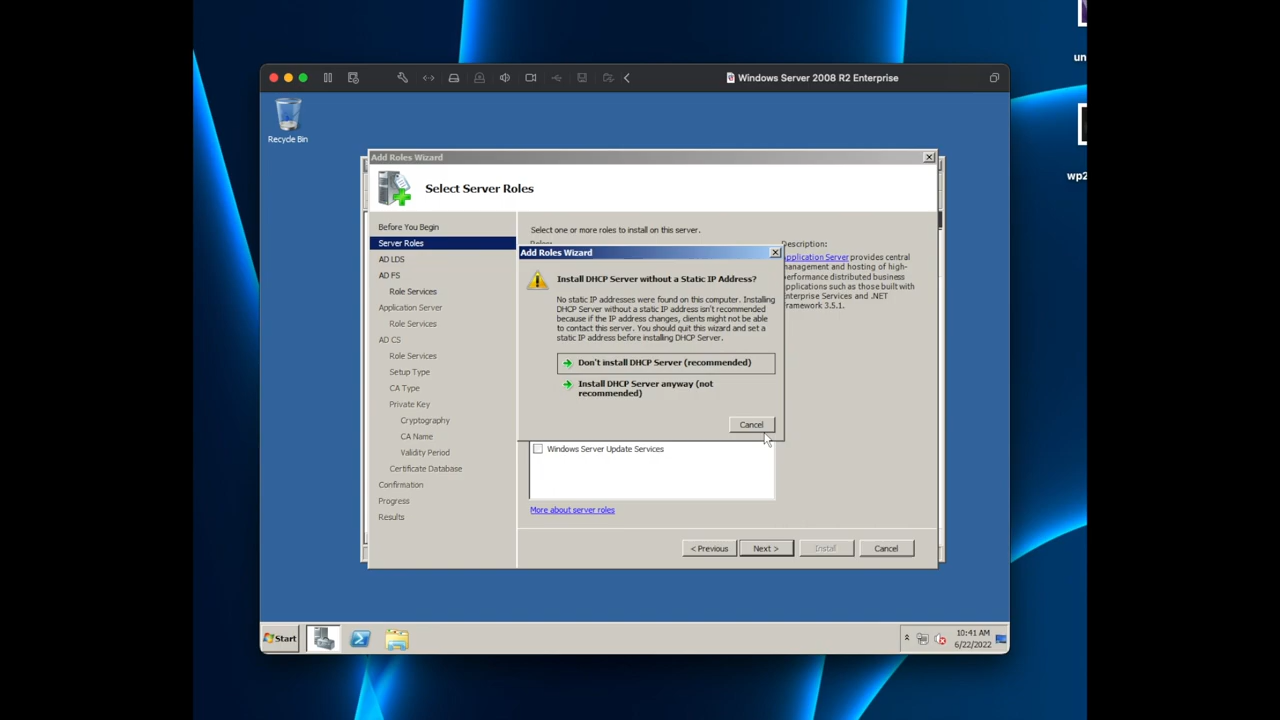 un
Windows Server 2008 R2 Enterprise
Recycle Bin
wp2
Add Roles Wizard
Select Server Roles
Before You Begin
Server Roles
AD LDS
AD FS
Role Services
Application Server
Role Services
AD CS
Role Services
Setup Type
CA Type
Private Key
Cryptography
CA Name
Validity Period
Certificate Database
Confirmation
Progress
Results
Select one or more roles to install on this server.
Description:
Application Server provides central
management and hosting of high-
performance distributed business
applications such as those built with
Enterprise Services and .NET
Framework 3.5.1.
Add Roles Wizard
Install DHCP Server without a Static IP Address?
No static IP addresses were found on this computer. Installing
DHCP Server without a static IP address isn't recommended
because if the IP address changes, clients might not be able
to contact this server. You should quit this wizard and set a
static IP address before installing DHCP Server.
Don't install DHCP Server (recommended)
Install DHCP Server anyway (not
recommended)
Cancel
Windows Server Update Services
More about server roles
< Previous
Next >
Install
Cancel
Start
10:41 AM
6/22/2022